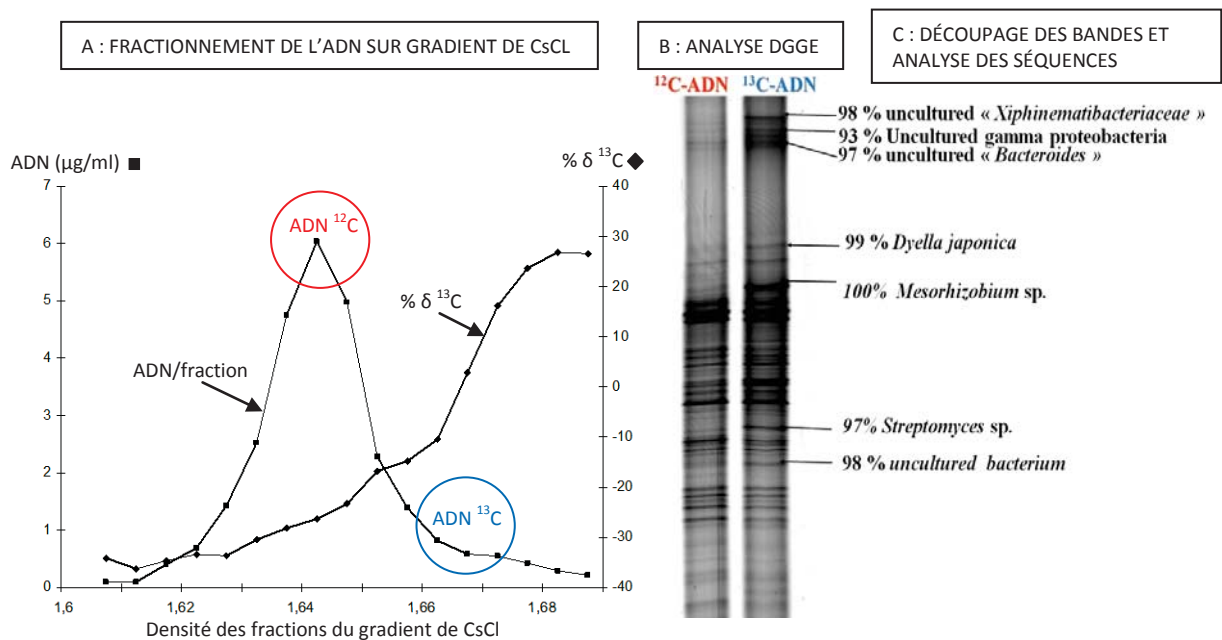 A : FRACTIONNEMENT DE L’ADN SUR GRADIENT DE CsCL
B : ANALYSE DGGE
C : DÉCOUPAGE DES BANDES ET
ANALYSE DES SÉQUENCES
ADN (µg/ml) ■
% δ ¹³C ◆
7
6
5
4
3
2
1
0
40
30
20
10
0
-10
-20
-30
-40
ADN ¹²C
% δ ¹³C
ADN/fraction
ADN ¹³C
1,6
1,62
1,64
1,66
1,68
Densité des fractions du gradient de CsCl
¹²C-ADN
¹³C-ADN
98 % uncultured « Xiphinematibacteriaceae »
93 % Uncultured gamma proteobacteria
97 % uncultured « Bacteroides »
99 % Dyella japonica
100% Mesorhizobium sp.
97% Streptomyces sp.
98 % uncultured bacterium